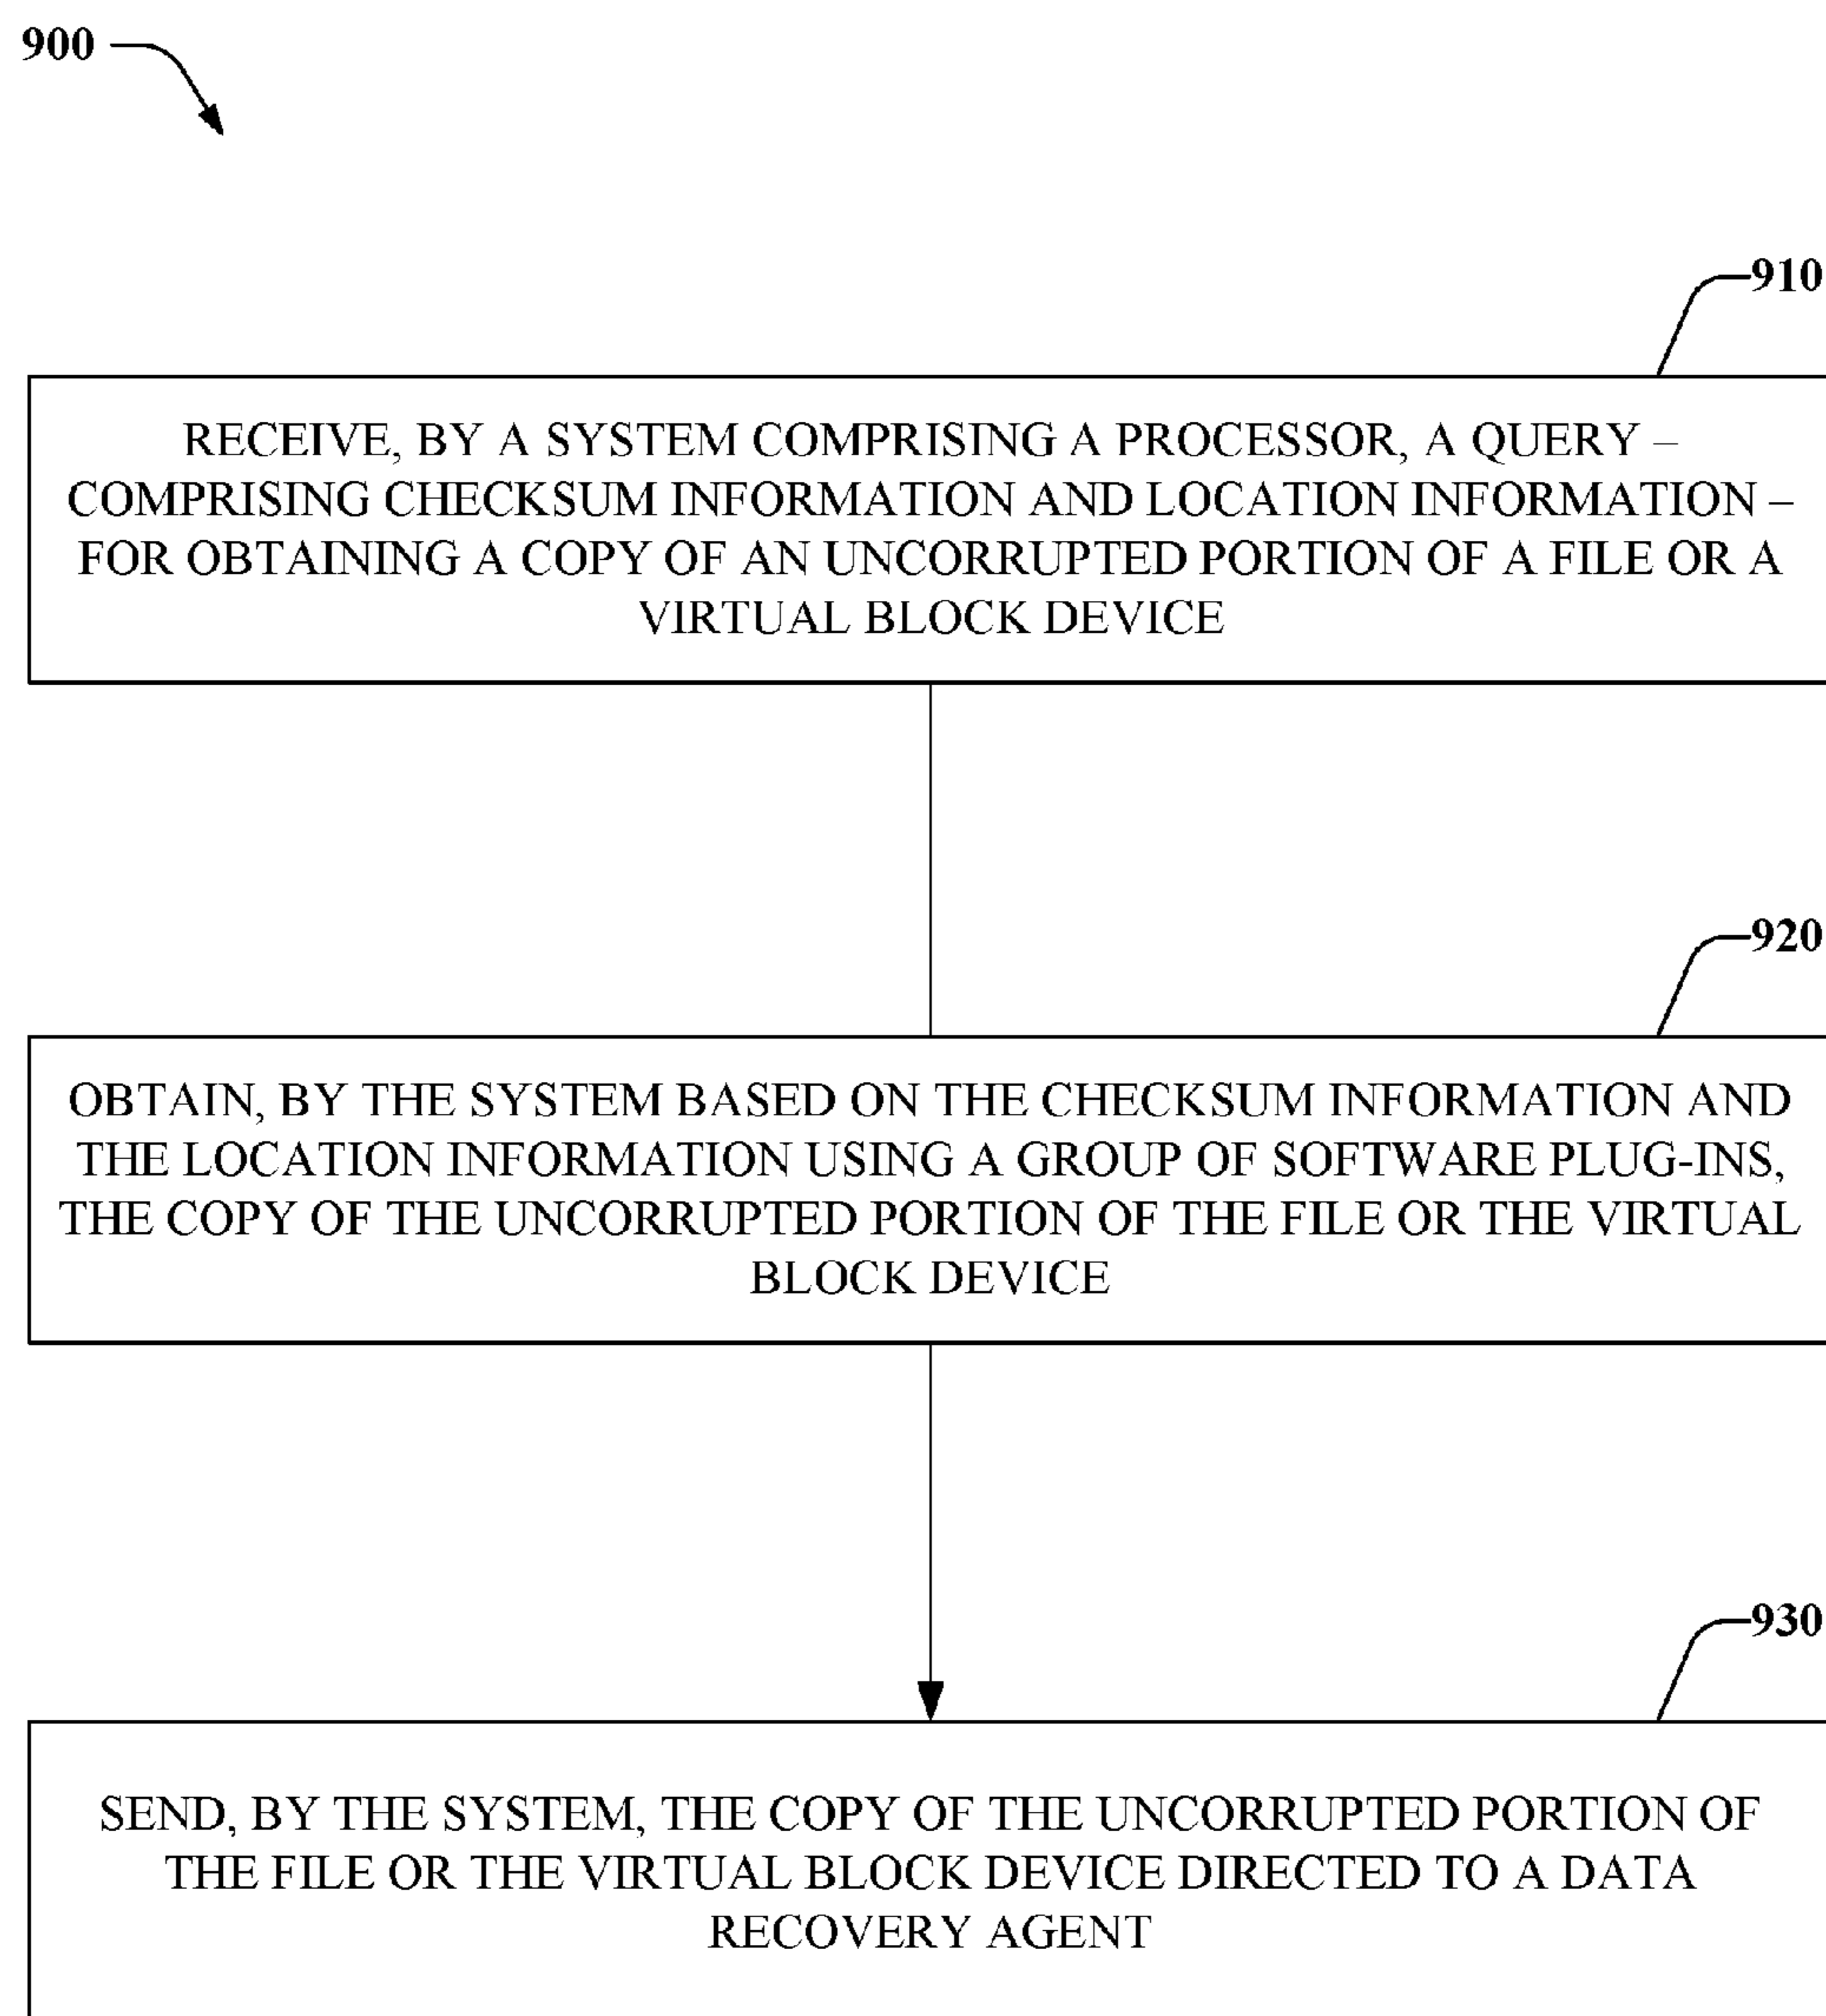 900
910
RECEIVE, BY A SYSTEM COMPRISING A PROCESSOR, A QUERY –
COMPRISING CHECKSUM INFORMATION AND LOCATION INFORMATION –
FOR OBTAINING A COPY OF AN UNCORRUPTED PORTION OF A FILE OR A
VIRTUAL BLOCK DEVICE
920
OBTAIN, BY THE SYSTEM BASED ON THE CHECKSUM INFORMATION AND
THE LOCATION INFORMATION USING A GROUP OF SOFTWARE PLUG-INS,
THE COPY OF THE UNCORRUPTED PORTION OF THE FILE OR THE VIRTUAL
BLOCK DEVICE
930
SEND, BY THE SYSTEM, THE COPY OF THE UNCORRUPTED PORTION OF
THE FILE OR THE VIRTUAL BLOCK DEVICE DIRECTED TO A DATA
RECOVERY AGENT